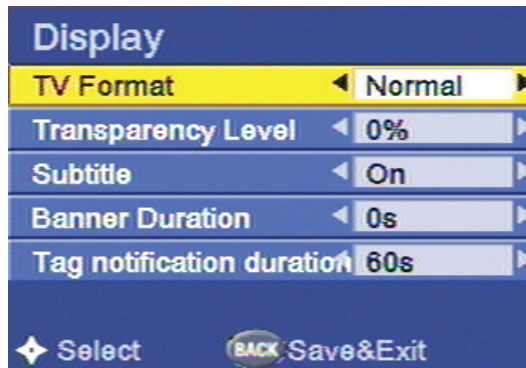 Display
TV Format Normal
Transparency Level 0%
Subtitle On
Banner Duration 0s
Tag notification duration 60s
Select BACK Save&Exit